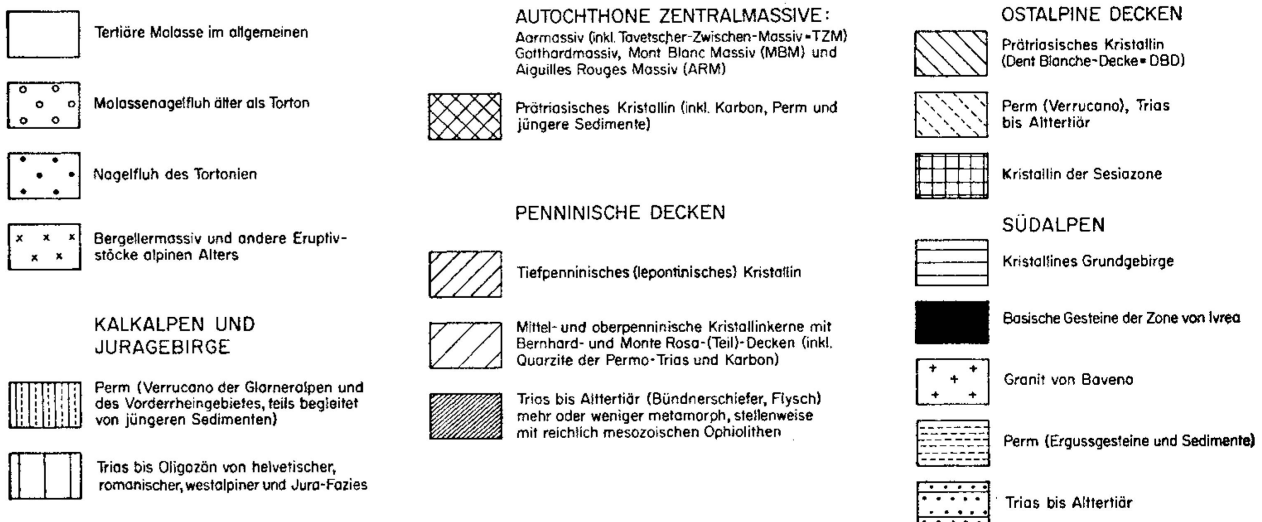 Tertiäre Molasse im allgemeinen
Molassenagelfluh älter als Torton
Nagelfluh des Tortonien
Bergellermassiv und andere Eruptiv-
stöcke alpinen Alters
KALKALPEN UND
JURAGEBIRGE
Perm (Verrucano der Glarneralpen und
des Vorderrheingebietes, teils begleitet
von jüngeren Sedimenten)
Trias bis Oligozän von helvetischer,
romanischer, westalpiner und Jura-Fazies
AUTOCHTHONE ZENTRALMASSIVE:
Aarmassiv (inkl. Tavetscher-Zwischen-Massiv=TZM)
Gotthardmassiv, Mont Blanc Massiv (MBM) und
Aiguilles Rouges Massiv (ARM)
Prätriasisches Kristallin (inkl. Karbon, Perm und
jüngere Sedimente)
PENNINISCHE DECKEN
Tiefpenninisches (lepontinisches) Kristallin
Mittel- und oberpenninische Kristallinkerne mit
Bernhard- und Monte Rosa-(Teil)-Decken (inkl.
Quarzite der Permo-Trias und Karbon)
Trias bis Alttertiär (Bündnerschiefer, Flysch)
mehr oder weniger metamorph, stellenweise
mit reichlich mesozoischen Ophiolithen
OSTALPINE DECKEN
Prätriasisches Kristallin
(Dent Blanche-Decke=DBD)
Perm (Verrucano), Trias
bis Alttertiär
Kristallin der Sesiazone
SÜDALPEN
Kristallines Grundgebirge
Basische Gesteine der Zone von Ivrea
Granit von Baveno
Perm (Ergussgesteine und Sedimente)
Trias bis Alttertiär